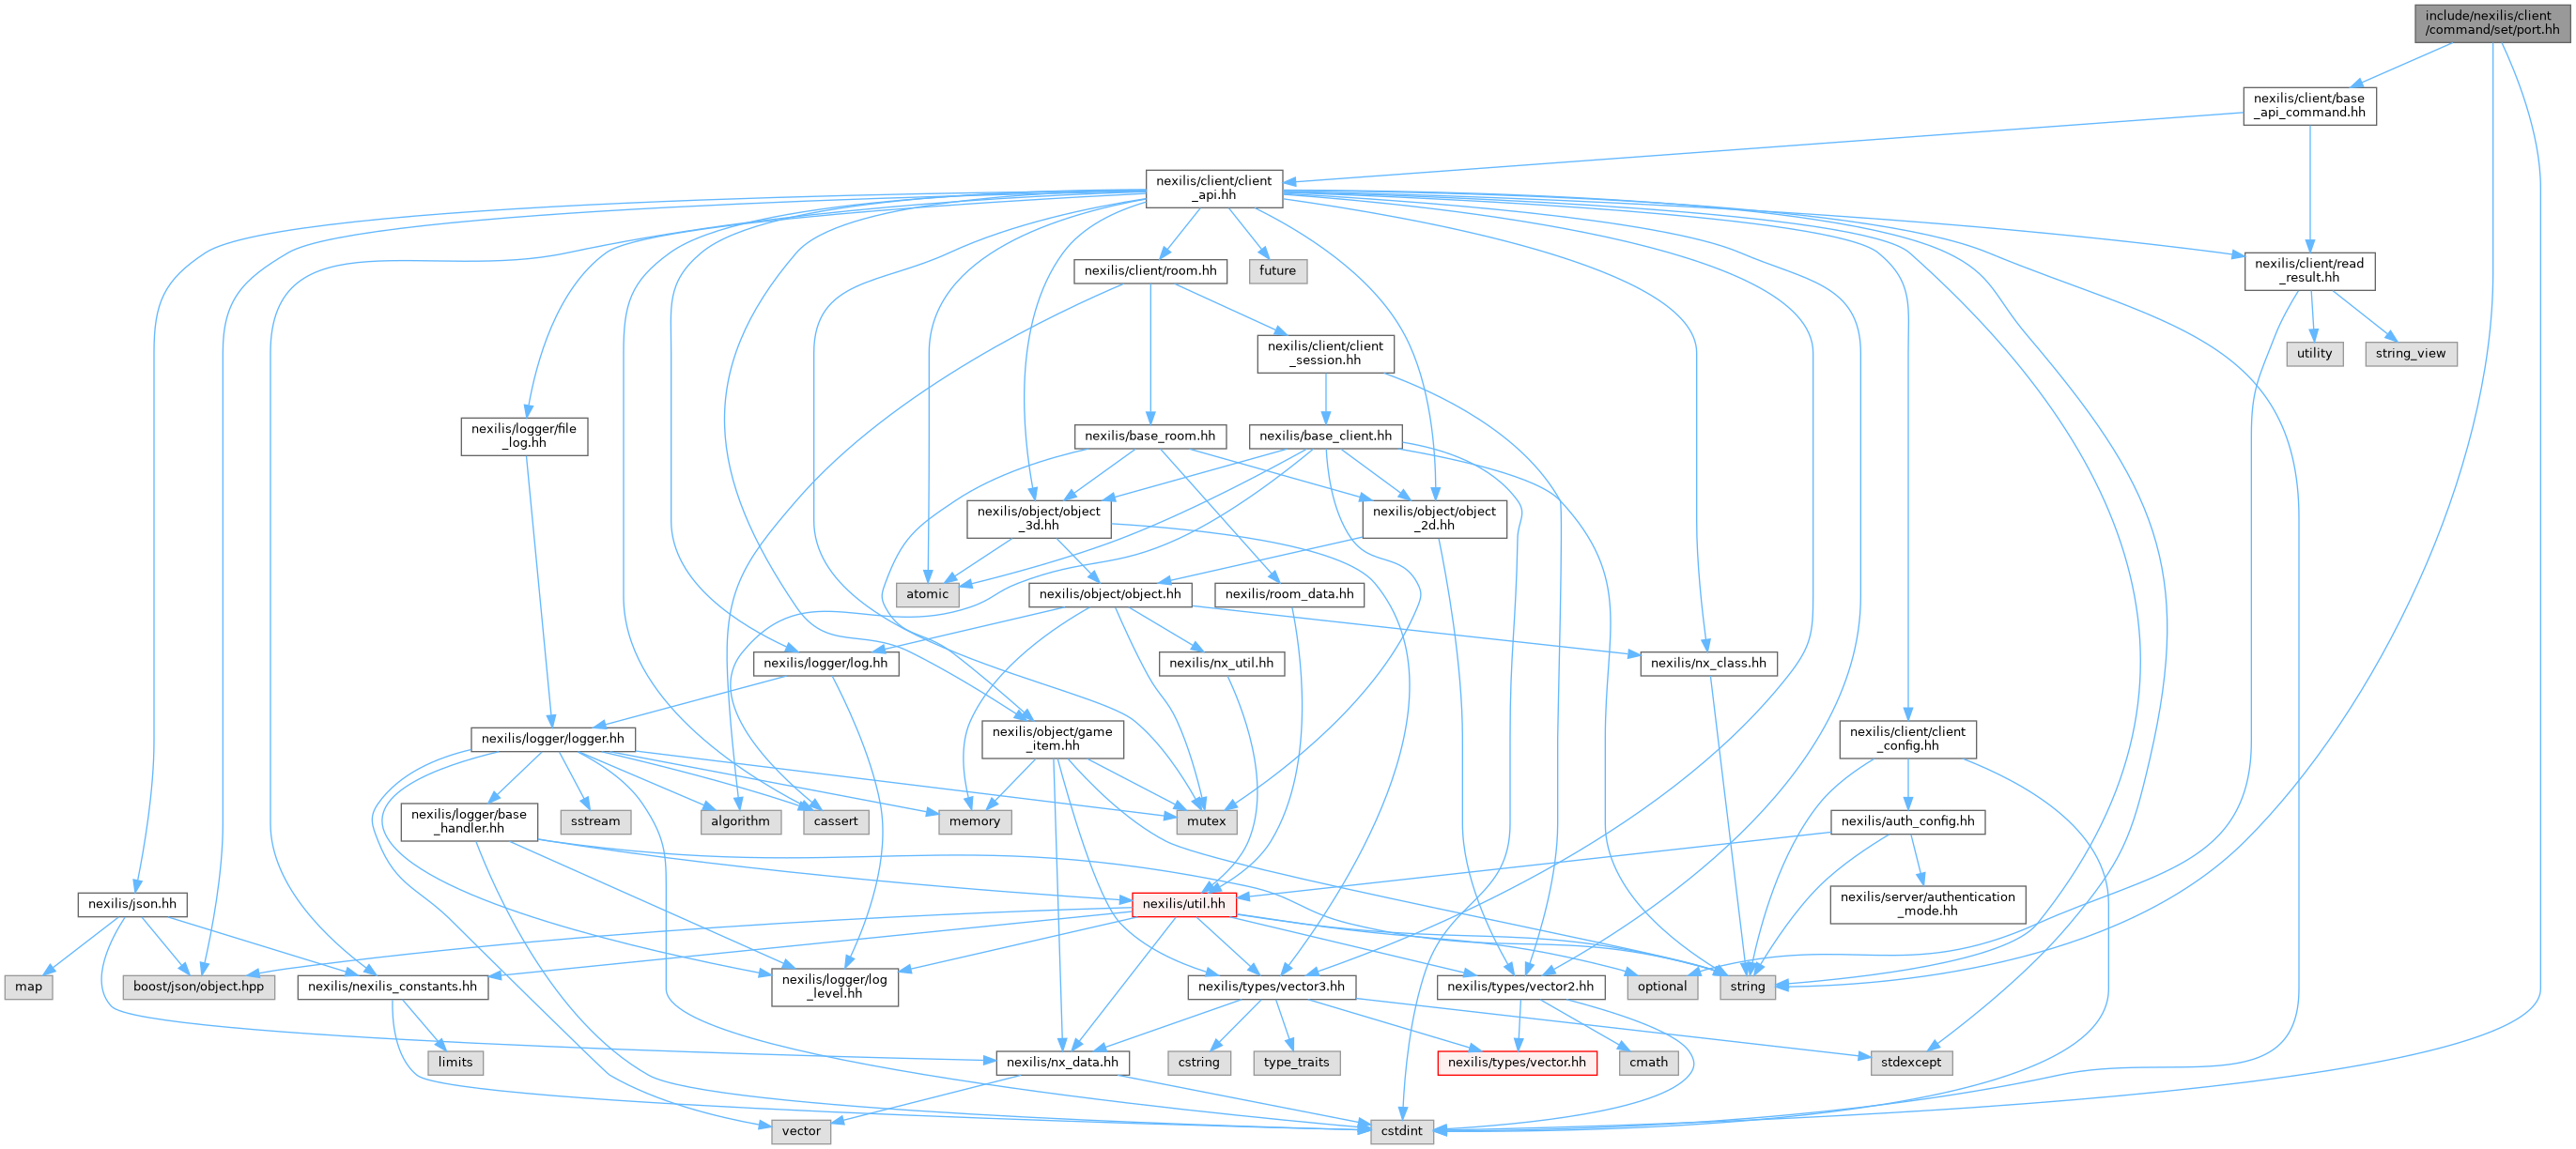 include/nexilis/client
/command/set/port.hh
nexilis/client/base
_api_command.hh
nexilis/client/client
_api.hh
nexilis/client/room.hh
future
nexilis/client/read
_result.hh
nexilis/client/client
_session.hh
utility
string_view
nexilis/logger/file
_log.hh
nexilis/base_room.hh
nexilis/base_client.hh
nexilis/object/object
_3d.hh
nexilis/object/object
_2d.hh
atomic
nexilis/object/object.hh
nexilis/room_data.hh
nexilis/logger/log.hh
nexilis/nx_util.hh
nexilis/nx_class.hh
nexilis/logger/logger.hh
nexilis/object/game
_item.hh
nexilis/client/client
_config.hh
nexilis/logger/base
_handler.hh
sstream
algorithm
cassert
memory
mutex
nexilis/auth_config.hh
nexilis/json.hh
nexilis/util.hh
nexilis/server/authentication
_mode.hh
map
boost/json/object.hpp
nexilis/nexilis_constants.hh
nexilis/logger/log
_level.hh
nexilis/types/vector3.hh
nexilis/types/vector2.hh
optional
string
limits
nexilis/nx_data.hh
cstring
type_traits
nexilis/types/vector.hh
cmath
stdexcept
vector
cstdint